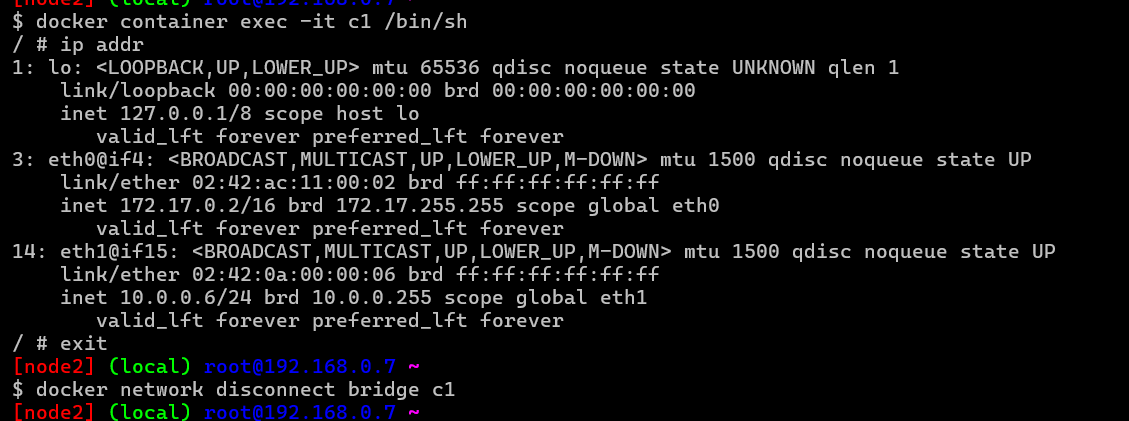 [node2] (local) root@192.168.0.7 ~
$ docker container exec -it c1 /bin/sh
/ # ip addr
1: lo: <LOOPBACK,UP,LOWER_UP> mtu 65536 qdisc noqueue state UNKNOWN qlen 1
    link/loopback 00:00:00:00:00:00 brd 00:00:00:00:00:00
    inet 127.0.0.1/8 scope host lo
       valid_lft forever preferred_lft forever
3: eth0@if4: <BROADCAST,MULTICAST,UP,LOWER_UP,M-DOWN> mtu 1500 qdisc noqueue state UP
    link/ether 02:42:ac:11:00:02 brd ff:ff:ff:ff:ff:ff
    inet 172.17.0.2/16 brd 172.17.255.255 scope global eth0
       valid_lft forever preferred_lft forever
14: eth1@if15: <BROADCAST,MULTICAST,UP,LOWER_UP,M-DOWN> mtu 1500 qdisc noqueue state UP
    link/ether 02:42:0a:00:00:06 brd ff:ff:ff:ff:ff:ff
    inet 10.0.0.6/24 brd 10.0.0.255 scope global eth1
       valid_lft forever preferred_lft forever
/ # exit
[node2] (local) root@192.168.0.7 ~
$ docker network disconnect bridge c1
[node2] (local) root@192.168.0.7 ~